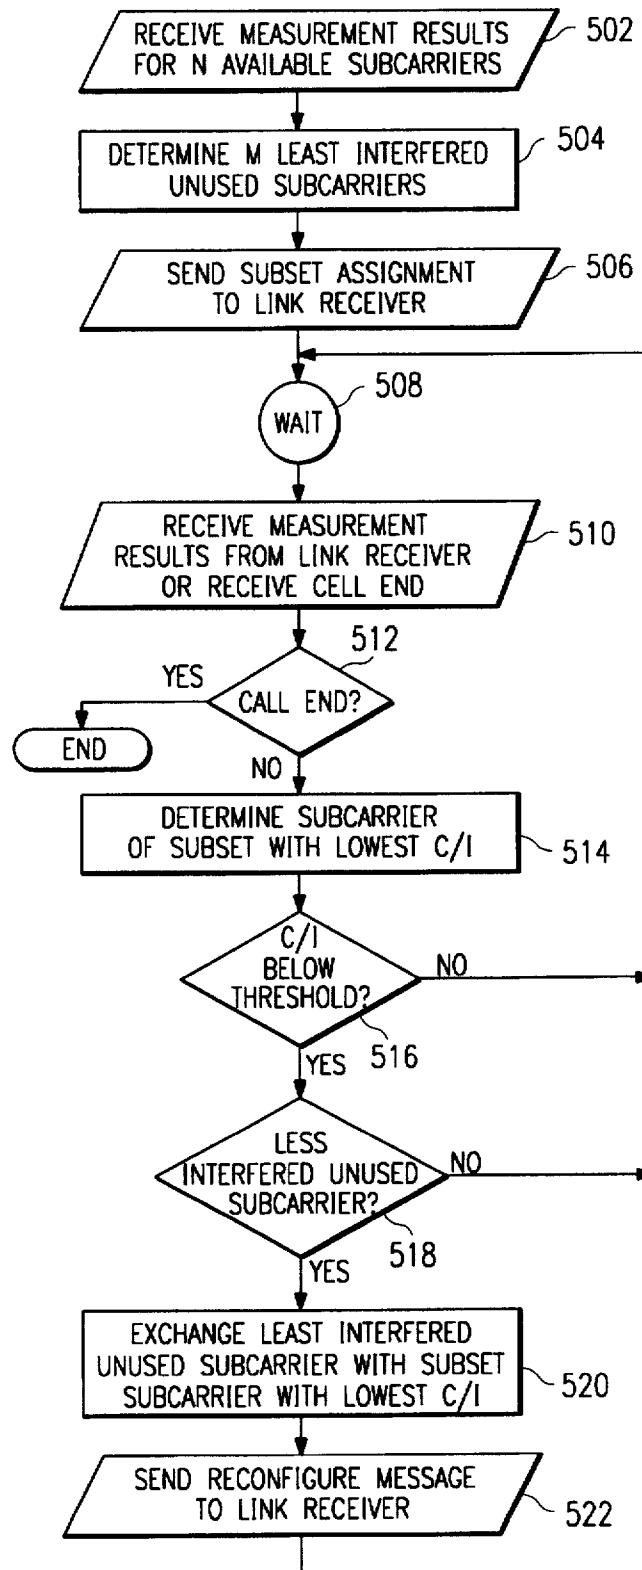 RECEIVE MEASUREMENT RESULTS
FOR N AVAILABLE SUBCARRIERS
502
DETERMINE M LEAST INTERFERED
UNUSED SUBCARRIERS
504
SEND SUBSET ASSIGNMENT
TO LINK RECEIVER
506
WAIT
508
RECEIVE MEASUREMENT
RESULTS FROM LINK RECEIVER
OR RECEIVE CELL END
510
512
YES
CALL END?
END
NO
DETERMINE SUBCARRIER
OF SUBSET WITH LOWEST C/I
514
C/I
BELOW
THRESHOLD?
NO
516
YES
LESS
INTERFERED UNUSED
SUBCARRIER?
NO
518
YES
EXCHANGE LEAST INTERFERED
UNUSED SUBCARRIER WITH SUBSET
SUBCARRIER WITH LOWEST C/I
520
SEND RECONFIGURE MESSAGE
TO LINK RECEIVER
522